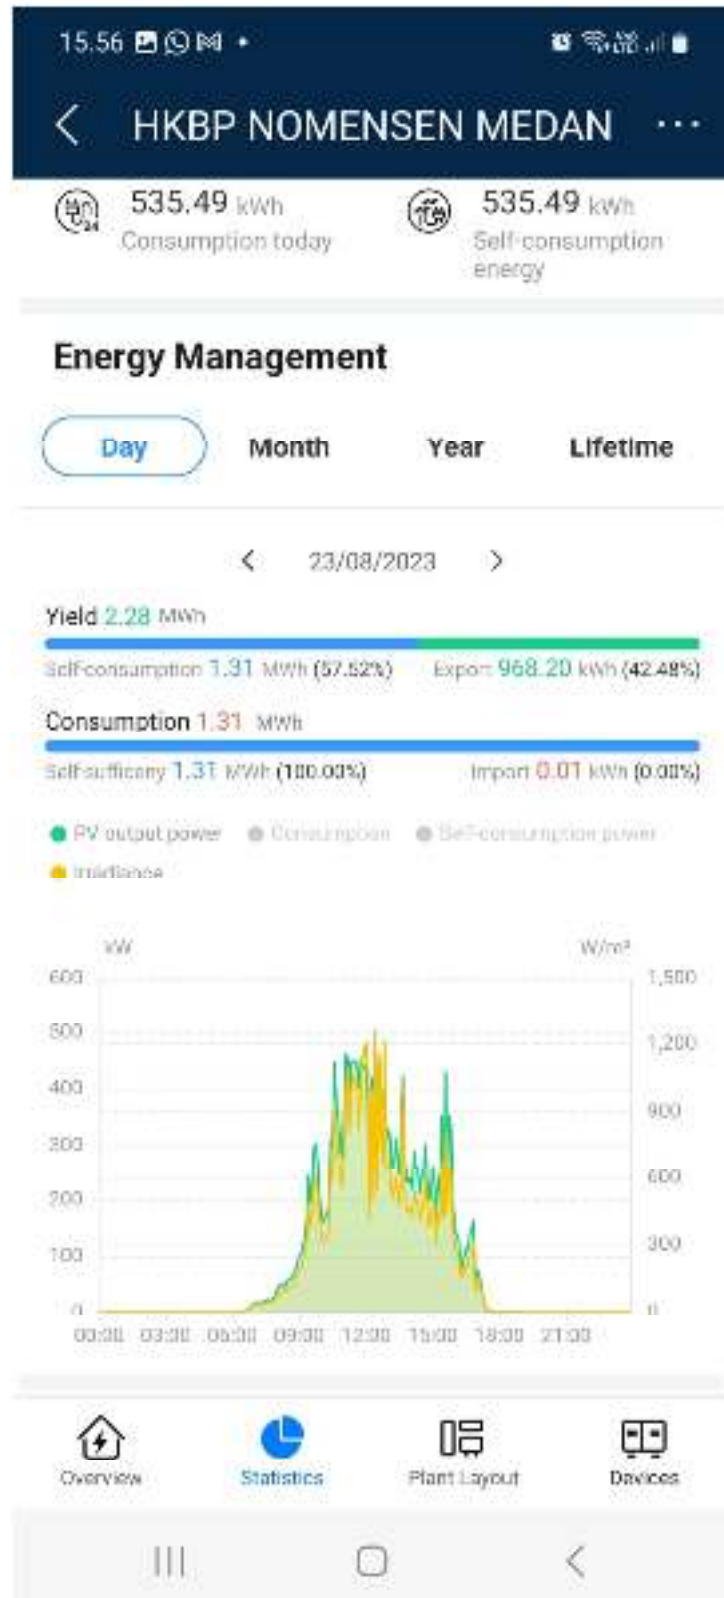 15.56
HKBP NOMENSEN MEDAN
535.49 kWh
Consumption today
535.49 kWh
Self-consumption
energy
Energy Management
Day Month Year Lifetime
23/08/2023
Yield 2.28 MWh
Self-consumption 1.31 MWh (57.52%) Export 968.20 kWh (42.48%)
Consumption 1.31 MWh
Self-sufficeny 1.31 MWh (100.00%) Import 0.01 kWh (0.00%)
PV output power Consumption Self-consumption power
Irradiance
kW W/m²
600 1,500
500 1,200
400
900
300
600
200
300
100
0 0
00:00 03:00 06:00 09:00 12:00 15:00 18:00 21:00
Overview Statistics Plant Layout Devices